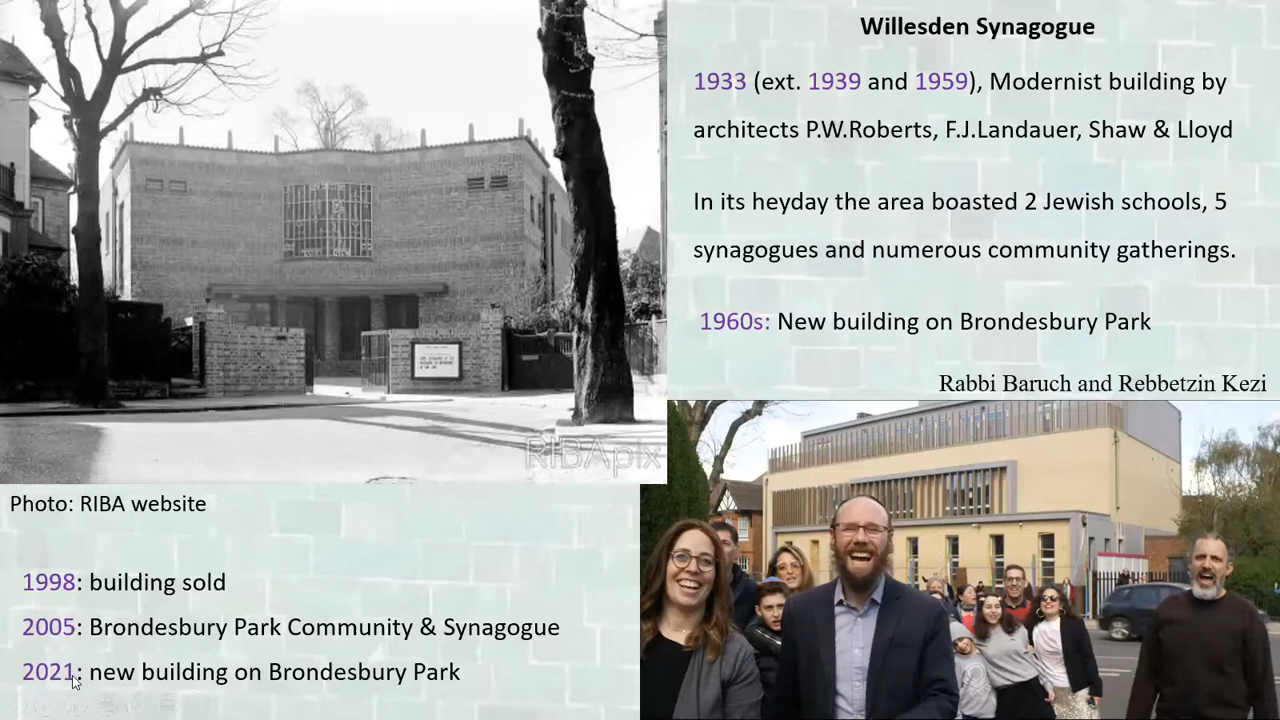 Willesden Synagogue
1933 (ext. 1939 and 1959), Modernist building by
architects P.W.Roberts, F.J.Landauer, Shaw & Lloyd
In its heyday the area boasted 2 Jewish schools, 5
synagogues and numerous community gatherings.
1960s: New building on Brondesbury Park
Rabbi Baruch and Rebbetzin Kezi
RIBApix
Photo: RIBA website
1998: building sold
2005: Brondesbury Park Community & Synagogue
2021: new building on Brondesbury Park